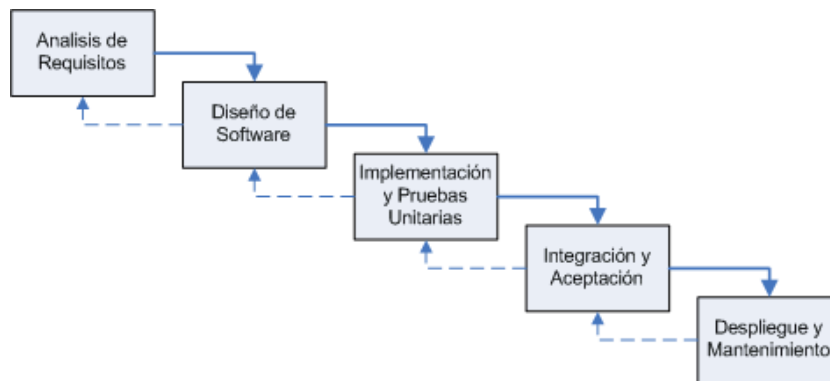 Analisis de
Requisitos
Diseño de
Software
Implementación
y Pruebas
Unitarias
Integración y
Aceptación
Despliegue y
Mantenimiento